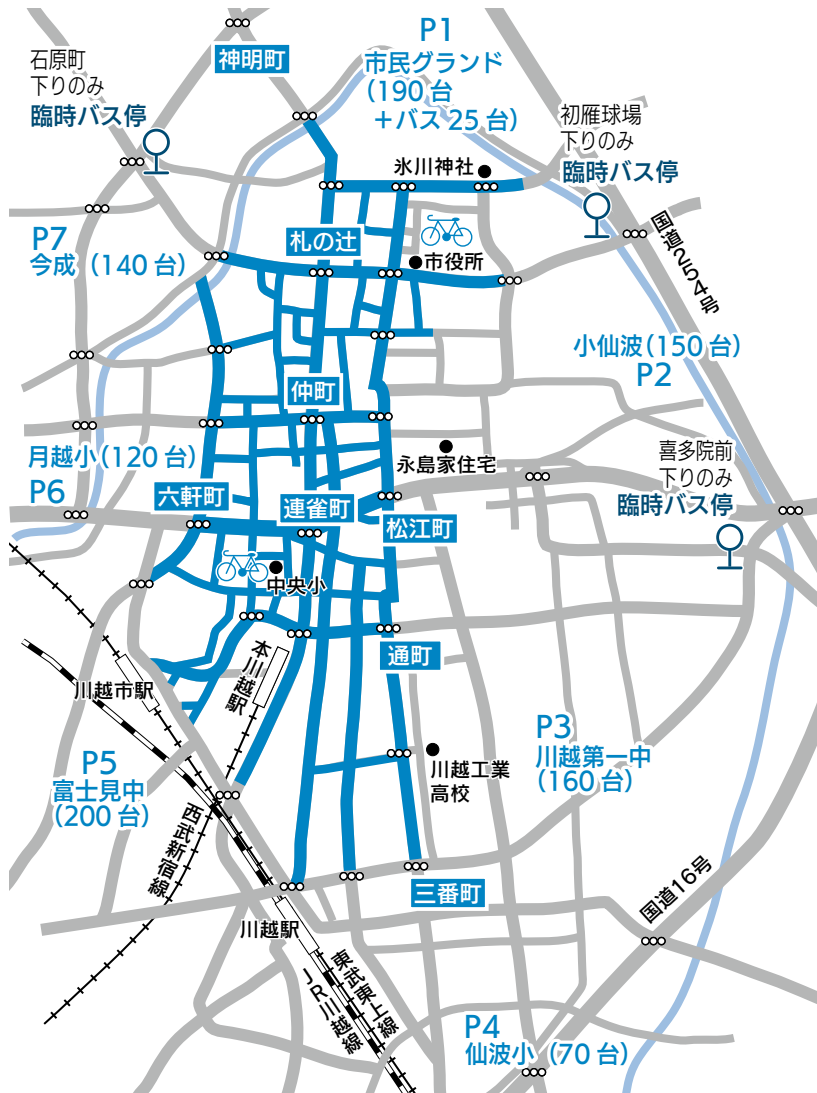 P1
市民グランド
(190 台
+バス 25 台)
神明町
石原町
下りのみ
臨時バス停
初雁球場
下りのみ
臨時バス停
氷川神社
札の辻
市役所
国道254号
P7
今成 (140 台)
小仙波(150 台)
P2
仲町
永島家住宅
喜多院前
下りのみ
臨時バス停
月越小(120 台)
P6
六軒町
連雀町
松江町
中央小
通町
本川越駅
川越市駅
P3
川越第一中
(160 台)
川越工業
高校
P5
富士見中
(200 台)
西武新宿線
三番町
国道16号
川越駅
東武東上線
JR川越線
P4
仙波小 (70 台)